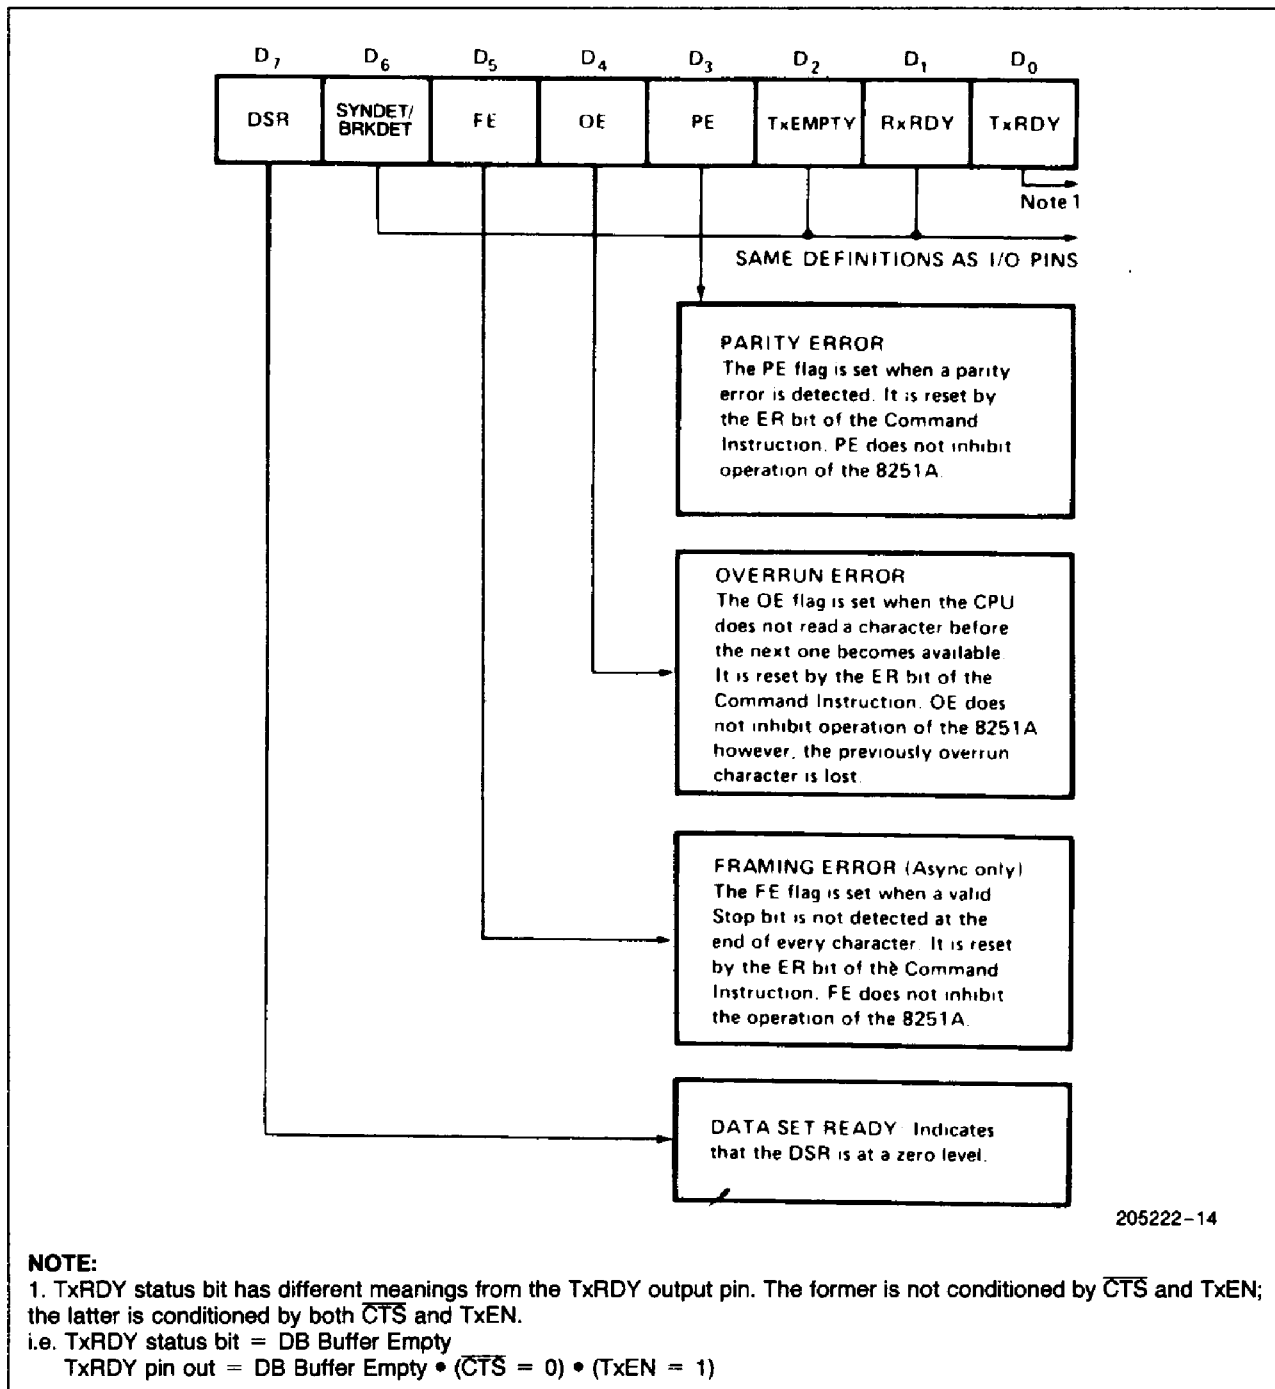 D7 D6 D5 D4 D3 D2 D1 D0
DSR SYNDET/BRKDET FE OE PE TxEMPTY RxRDY TxRDY
Note 1
SAME DEFINITIONS AS I/O PINS
PARITY ERROR
The PE flag is set when a parity
error is detected. It is reset by
the ER bit of the Command
Instruction. PE does not inhibit
operation of the 8251A.
OVERRUN ERROR
The OE flag is set when the CPU
does not read a character before
the next one becomes available
It is reset by the ER bit of the
Command Instruction. OE does
not inhibit operation of the 8251A
however, the previously overrun
character is lost.
FRAMING ERROR (Async only)
The FE flag is set when a valid
Stop bit is not detected at the
end of every character. It is reset
by the ER bit of the Command
Instruction. FE does not inhibit
the operation of the 8251A.
DATA SET READY Indicates
that the DSR is at a zero level.
205222-14
NOTE:
1. TxRDY status bit has different meanings from the TxRDY output pin. The former is not conditioned by C̅T̅S̅ and TxEN;
the latter is conditioned by both C̅T̅S̅ and TxEN.
i.e. TxRDY status bit = DB Buffer Empty
TxRDY pin out = DB Buffer Empty • (C̅T̅S̅ = 0) • (TxEN = 1)